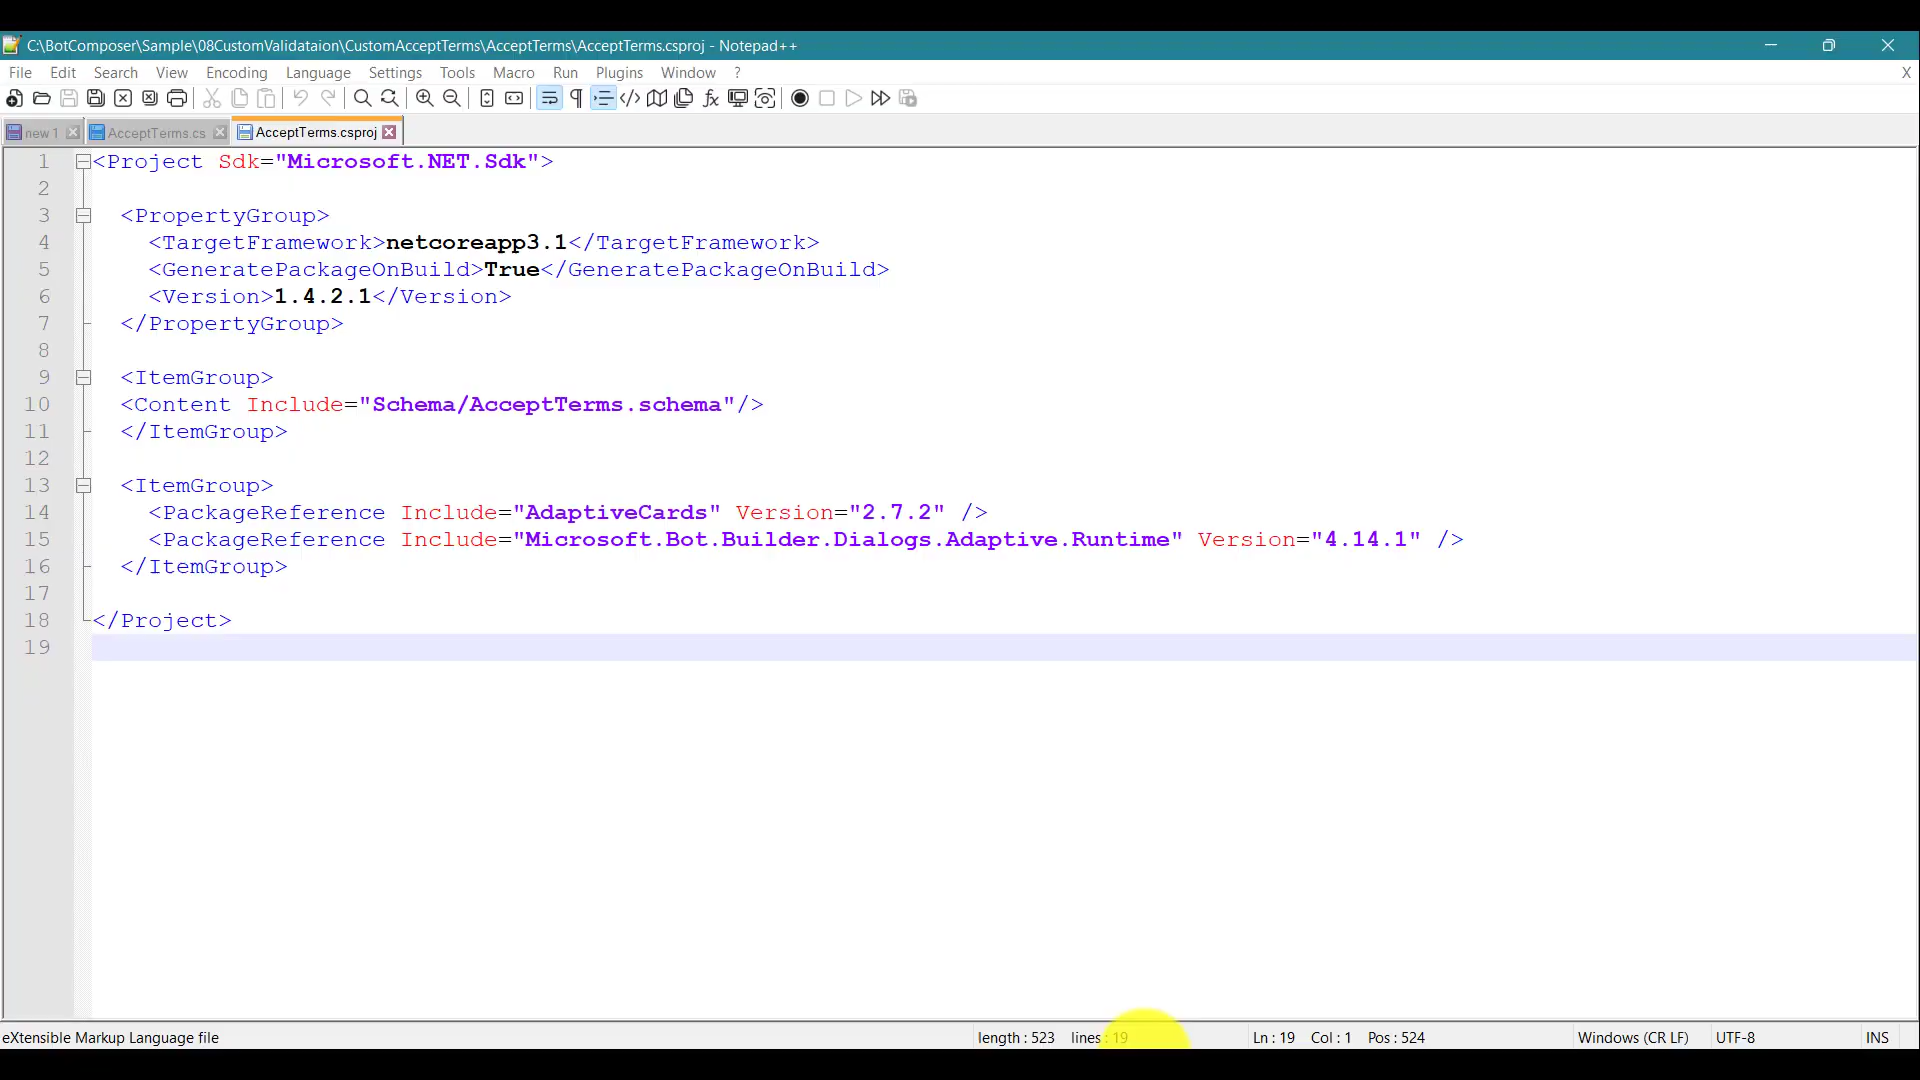 C:\BotComposer\Sample\08CustomValidataion\CustomAcceptTerms\AcceptTerms\AcceptTerms.csproj - Notepad++
File Edit Search View Encoding Language Settings Tools Macro Run Plugins Window ? X
new 1 AcceptTerms.cs AcceptTerms.csproj
1 <Project Sdk="Microsoft.NET.Sdk">
2
3 <PropertyGroup>
4 <TargetFramework>netcoreapp3.1</TargetFramework>
5 <GeneratePackageOnBuild>True</GeneratePackageOnBuild>
6 <Version>1.4.2.1</Version>
7 </PropertyGroup>
8
9 <ItemGroup>
10 <Content Include="Schema/AcceptTerms.schema"/>
11 </ItemGroup>
12
13 <ItemGroup>
14 <PackageReference Include="AdaptiveCards" Version="2.7.2" />
15 <PackageReference Include="Microsoft.Bot.Builder.Dialogs.Adaptive.Runtime" Version="4.14.1" />
16 </ItemGroup>
17
18 </Project>
19
eXtensible Markup Language file length : 523 lines : 19 Ln : 19 Col : 1 Pos : 524 Windows (CR LF) UTF-8 INS